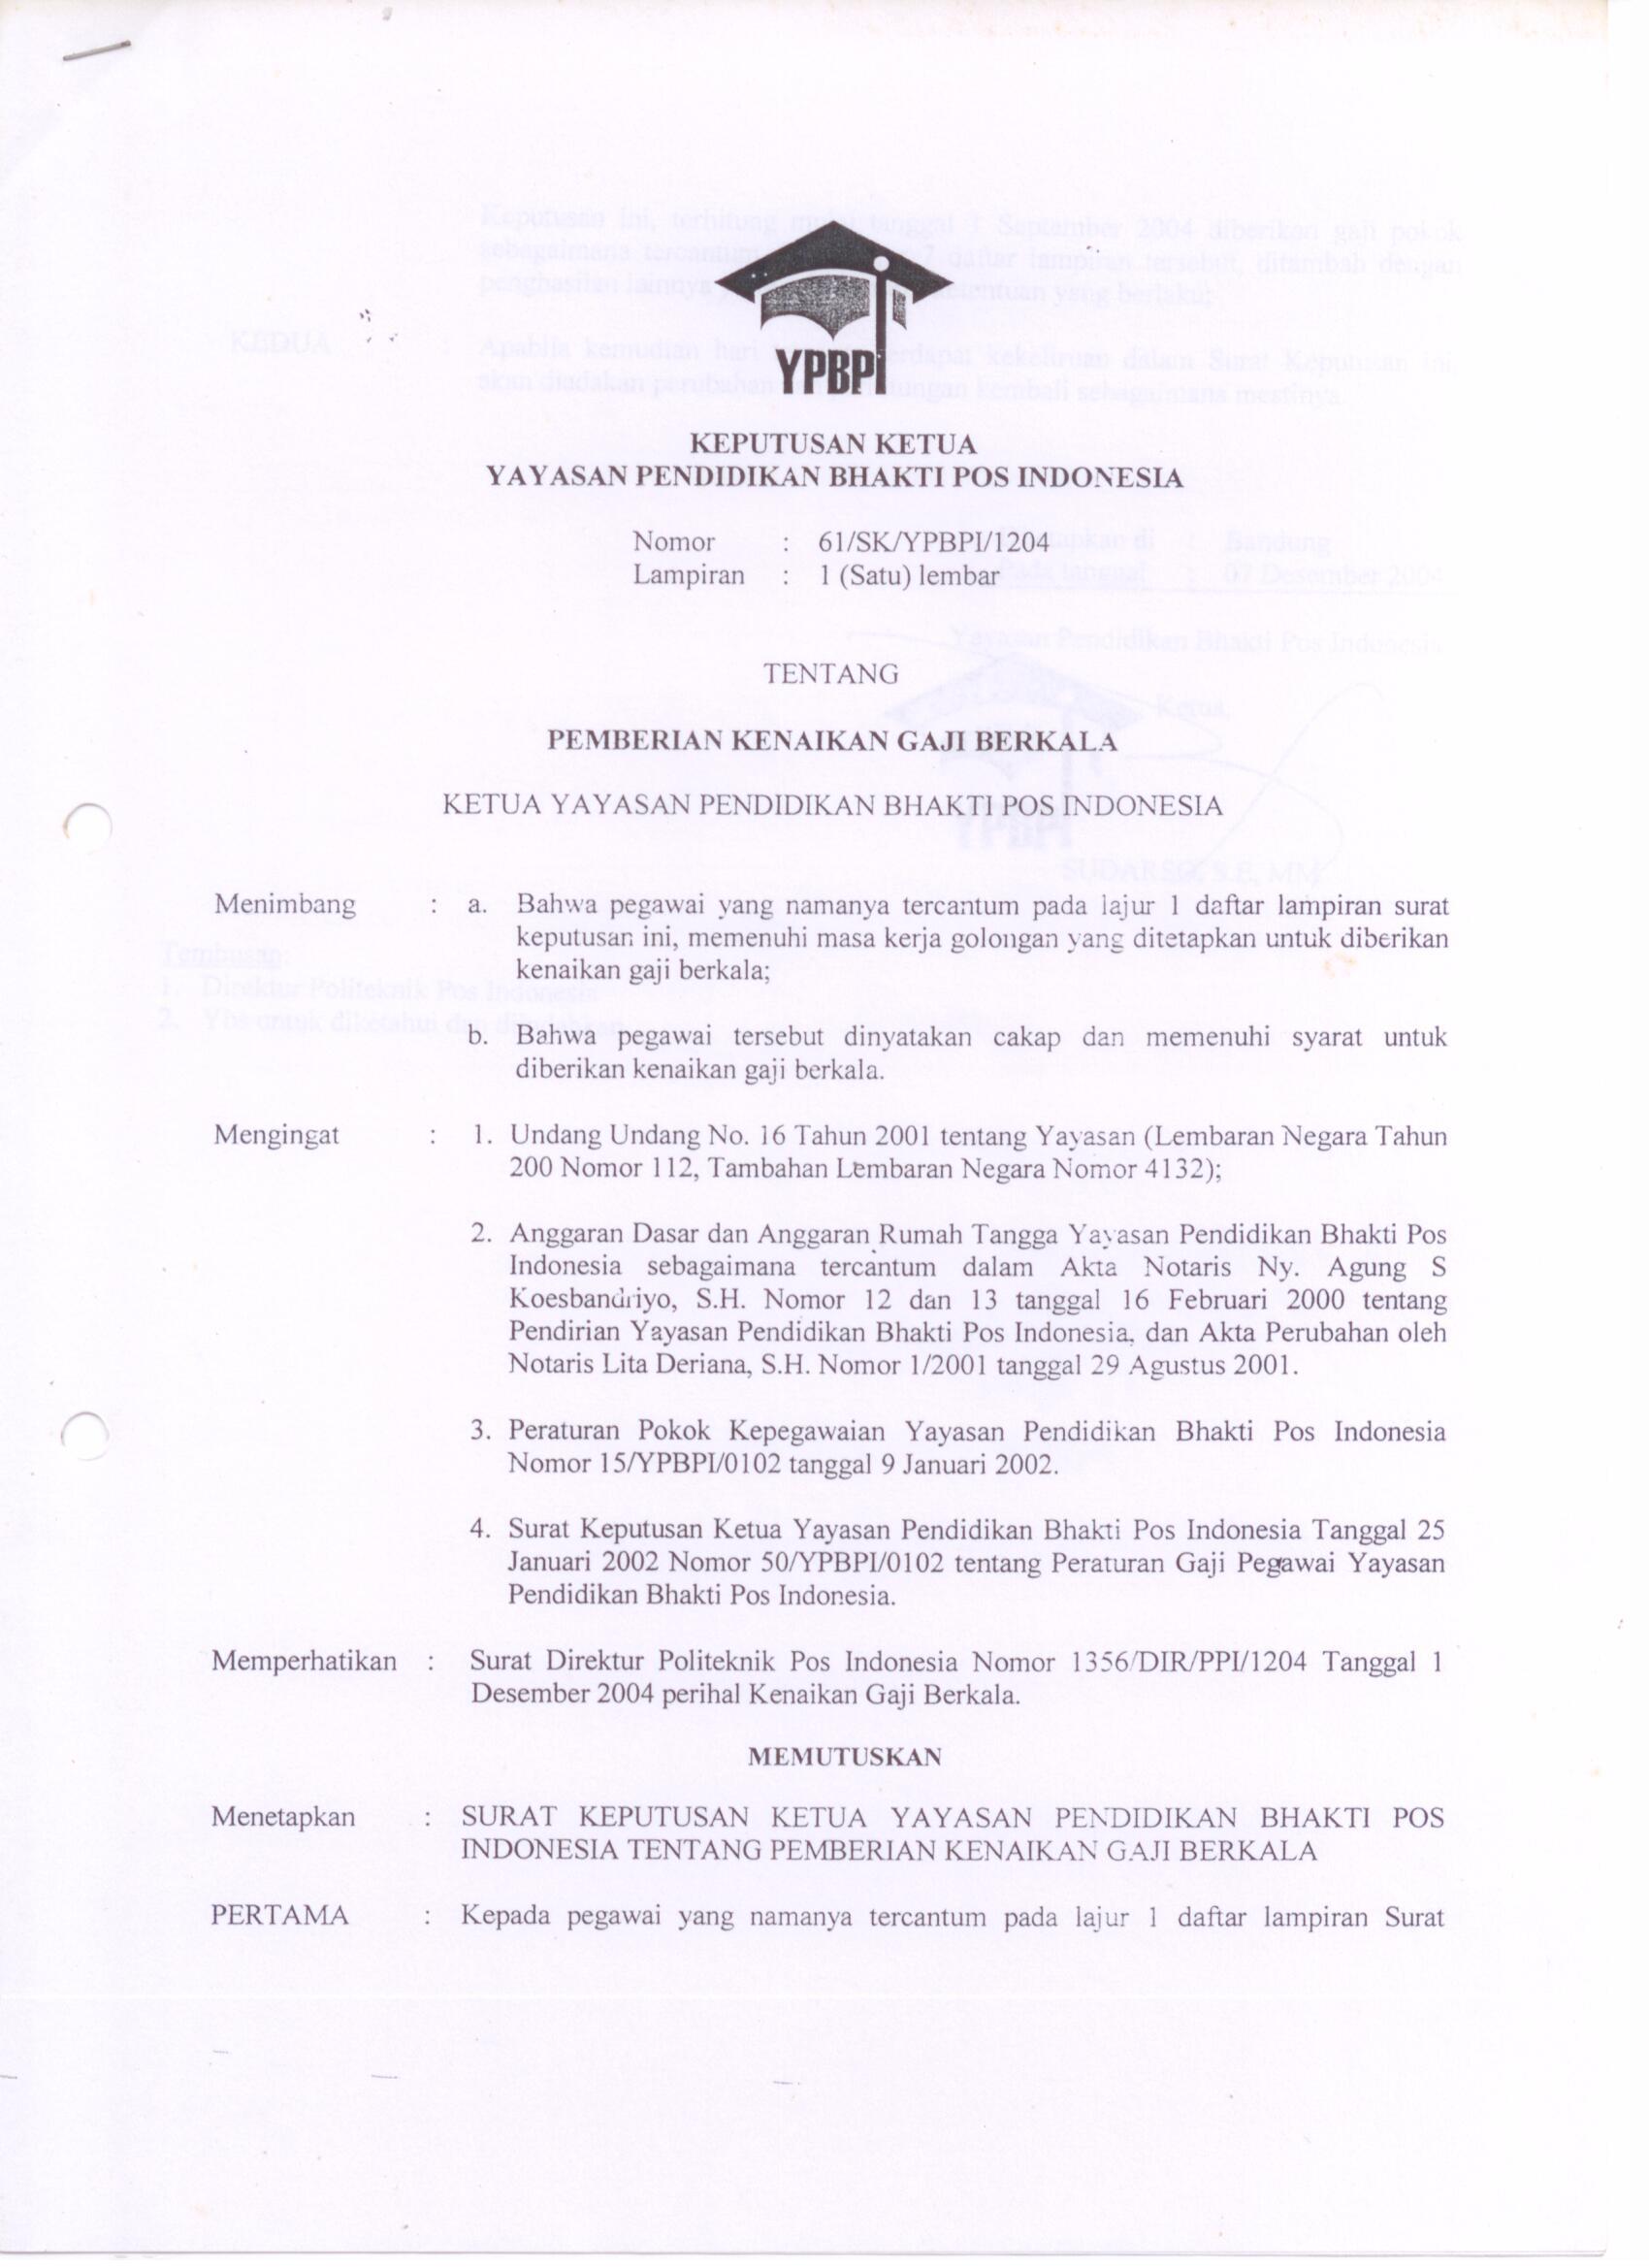 YPBPI
KEPUTUSAN KETUA
YAYASAN PENDIDIKAN BHAKTI POS INDONESIA
Nomor : 61/SK/YPBPI/1204
Lampiran : 1 (Satu) lembar
TENTANG
PEMBERIAN KENAIKAN GAJI BERKALA
KETUA YAYASAN PENDIDIKAN BHAKTI POS INDONESIA
Menimbang : a. Bahwa pegawai yang namanya tercantum pada lajur 1 daftar lampiran surat
keputusan ini, memenuhi masa kerja golongan yang ditetapkan untuk diberikan
kenaikan gaji berkala;
b. Bahwa pegawai tersebut dinyatakan cakap dan memenuhi syarat untuk
diberikan kenaikan gaji berkala.
Mengingat : 1. Undang Undang No. 16 Tahun 2001 tentang Yayasan (Lembaran Negara Tahun
200 Nomor 112, Tambahan Lembaran Negara Nomor 4132);
2. Anggaran Dasar dan Anggaran Rumah Tangga Yayasan Pendidikan Bhakti Pos
Indonesia sebagaimana tercantum dalam Akta Notaris Ny. Agung S
Koesbandriyo, S.H. Nomor 12 dan 13 tanggal 16 Februari 2000 tentang
Pendirian Yayasan Pendidikan Bhakti Pos Indonesia, dan Akta Perubahan oleh
Notaris Lita Deriana, S.H. Nomor 1/2001 tanggal 29 Agustus 2001.
3. Peraturan Pokok Kepegawaian Yayasan Pendidikan Bhakti Pos Indonesia
Nomor 15/YPBPI/0102 tanggal 9 Januari 2002.
4. Surat Keputusan Ketua Yayasan Pendidikan Bhakti Pos Indonesia Tanggal 25
Januari 2002 Nomor 50/YPBPI/0102 tentang Peraturan Gaji Pegawai Yayasan
Pendidikan Bhakti Pos Indonesia.
Memperhatikan : Surat Direktur Politeknik Pos Indonesia Nomor 1356/DIR/PPI/1204 Tanggal 1
Desember 2004 perihal Kenaikan Gaji Berkala.
MEMUTUSKAN
Menetapkan : SURAT KEPUTUSAN KETUA YAYASAN PENDIDIKAN BHAKTI POS
INDONESIA TENTANG PEMBERIAN KENAIKAN GAJI BERKALA
PERTAMA : Kepada pegawai yang namanya tercantum pada lajur 1 daftar lampiran Surat